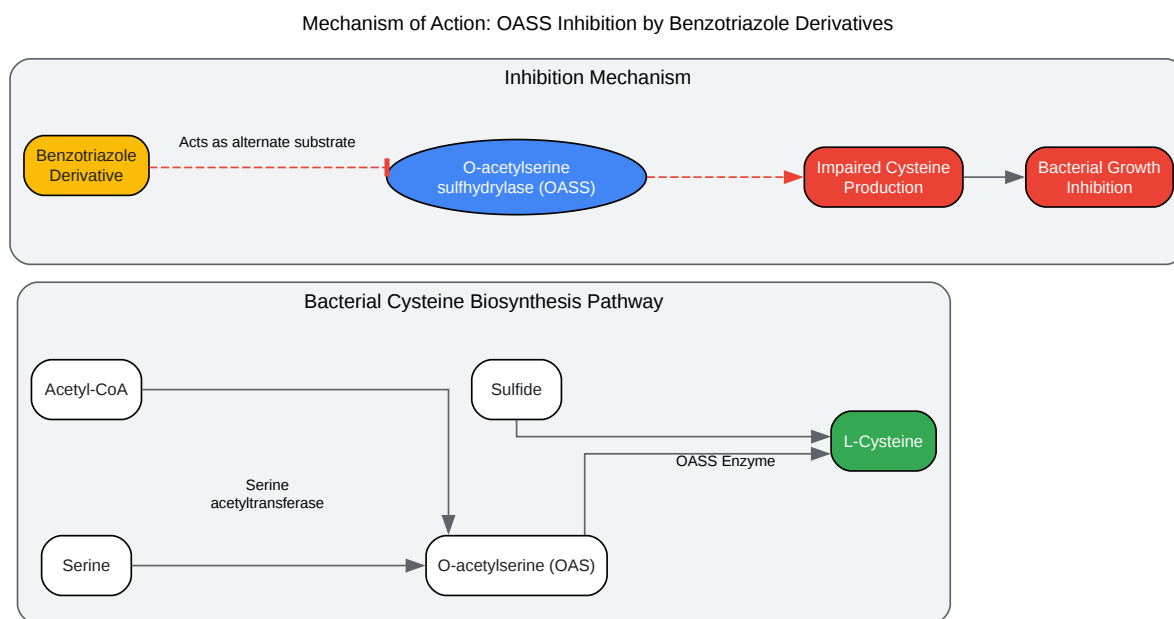 Mechanism of Action: OASS Inhibition by Benzotriazole Derivatives
Inhibition Mechanism
Benzotriazole
Derivative
Acts as alternate substrate
O-acetylserine
sulfhydrylase (OASS)
Impaired Cysteine
Production
Bacterial Growth
Inhibition
Bacterial Cysteine Biosynthesis Pathway
Acetyl-CoA
Sulfide
L-Cysteine
OASS Enzyme
Serine
acetyltransferase
Serine
O-acetylserine (OAS)